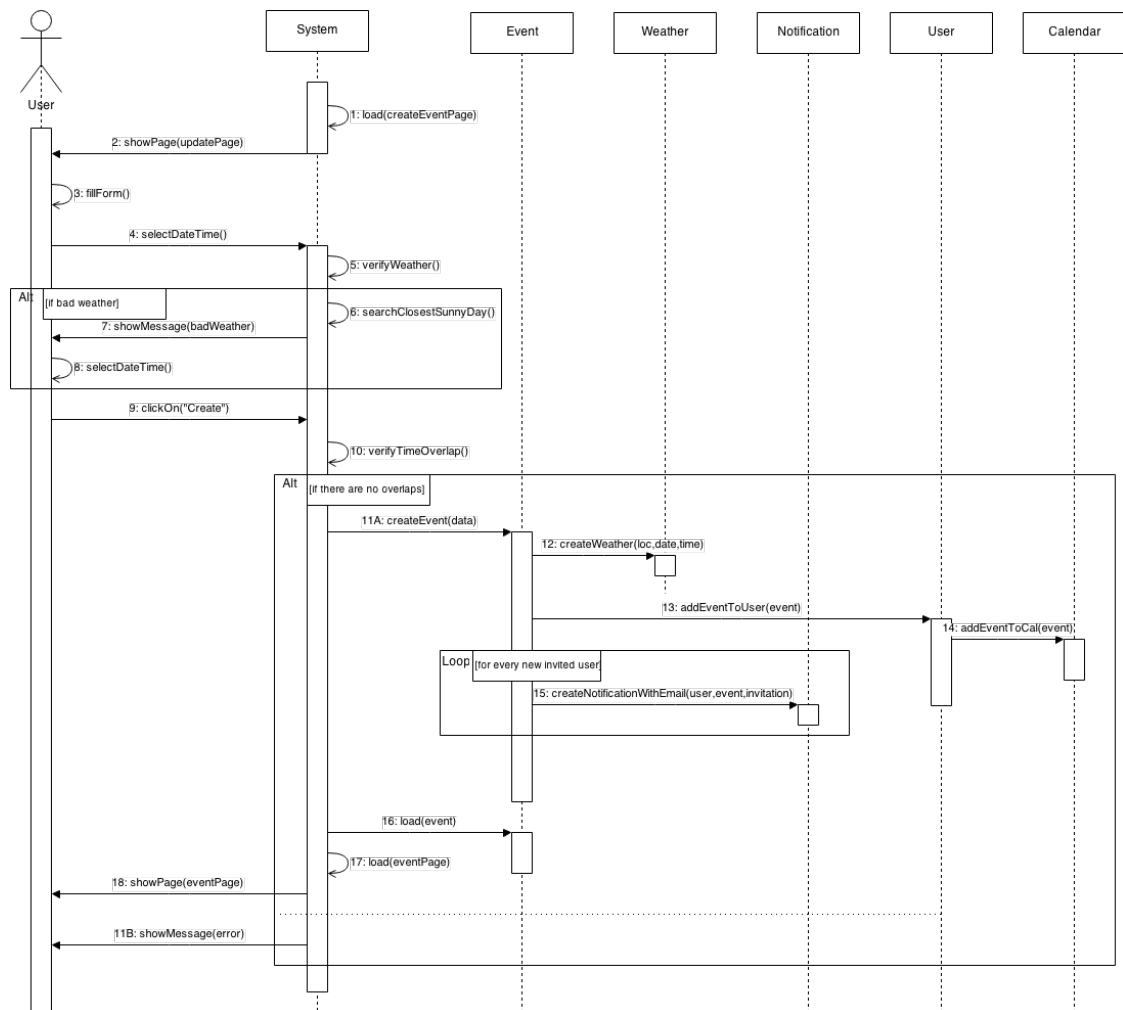 System
Event
Weather
Notification
User
Calendar
User
1: load(createEventPage)
2: showPage(updatePage)
3: fillForm()
4: selectDateTime()
5: verifyWeather()
Alt
[if bad weather]
6: searchClosestSunnyDay()
7: showMessage(badWeather)
8: selectDateTime()
9: clickOn("Create")
10: verifyTimeOverlap()
Alt
[if there are no overlaps]
11A: createEvent(data)
12: createWeather(loc,date,time)
13: addEventToUser(event)
14: addEventToCal(event)
Loop
[for every new invited user]
15: createNotificationWithEmail(user,event,invitation)
16: load(event)
17: load(eventPage)
18: showPage(eventPage)
11B: showMessage(error)